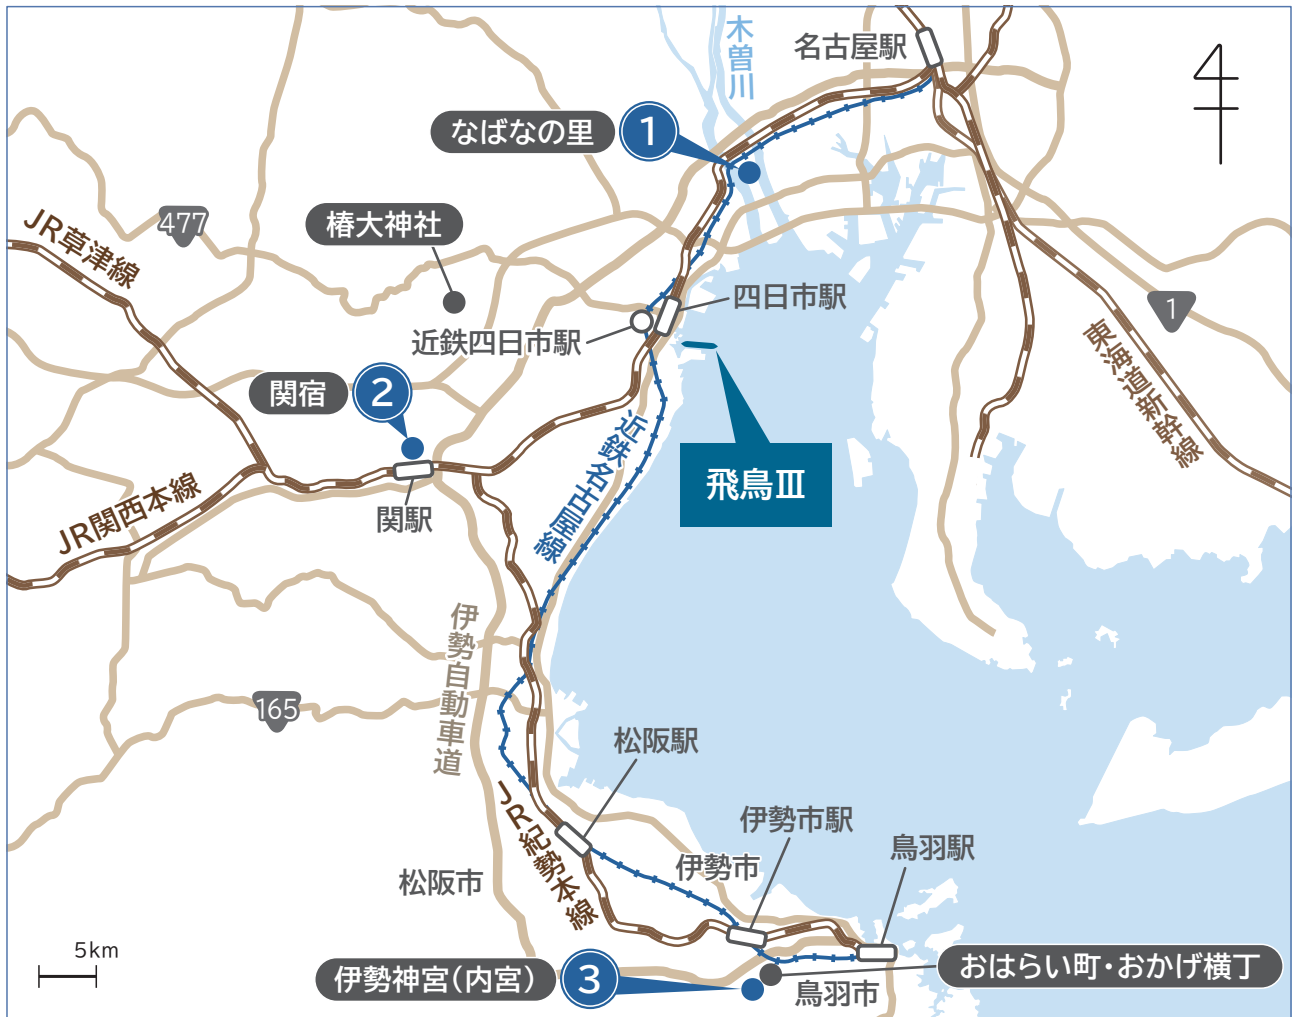 木曽川
名古屋駅
なばなの里
1
477
椿大神社
JR草津線
四日市駅
近鉄四日市駅
1
東海道新幹線
関宿
2
飛鳥Ⅲ
近鉄名古屋線
JR関西本線
関駅
伊勢自動車道
165
松阪駅
JR紀勢本線
伊勢市駅
鳥羽駅
伊勢市
松阪市
5km
伊勢神宮(内宮)
3
おはらい町・おかげ横丁
鳥羽市